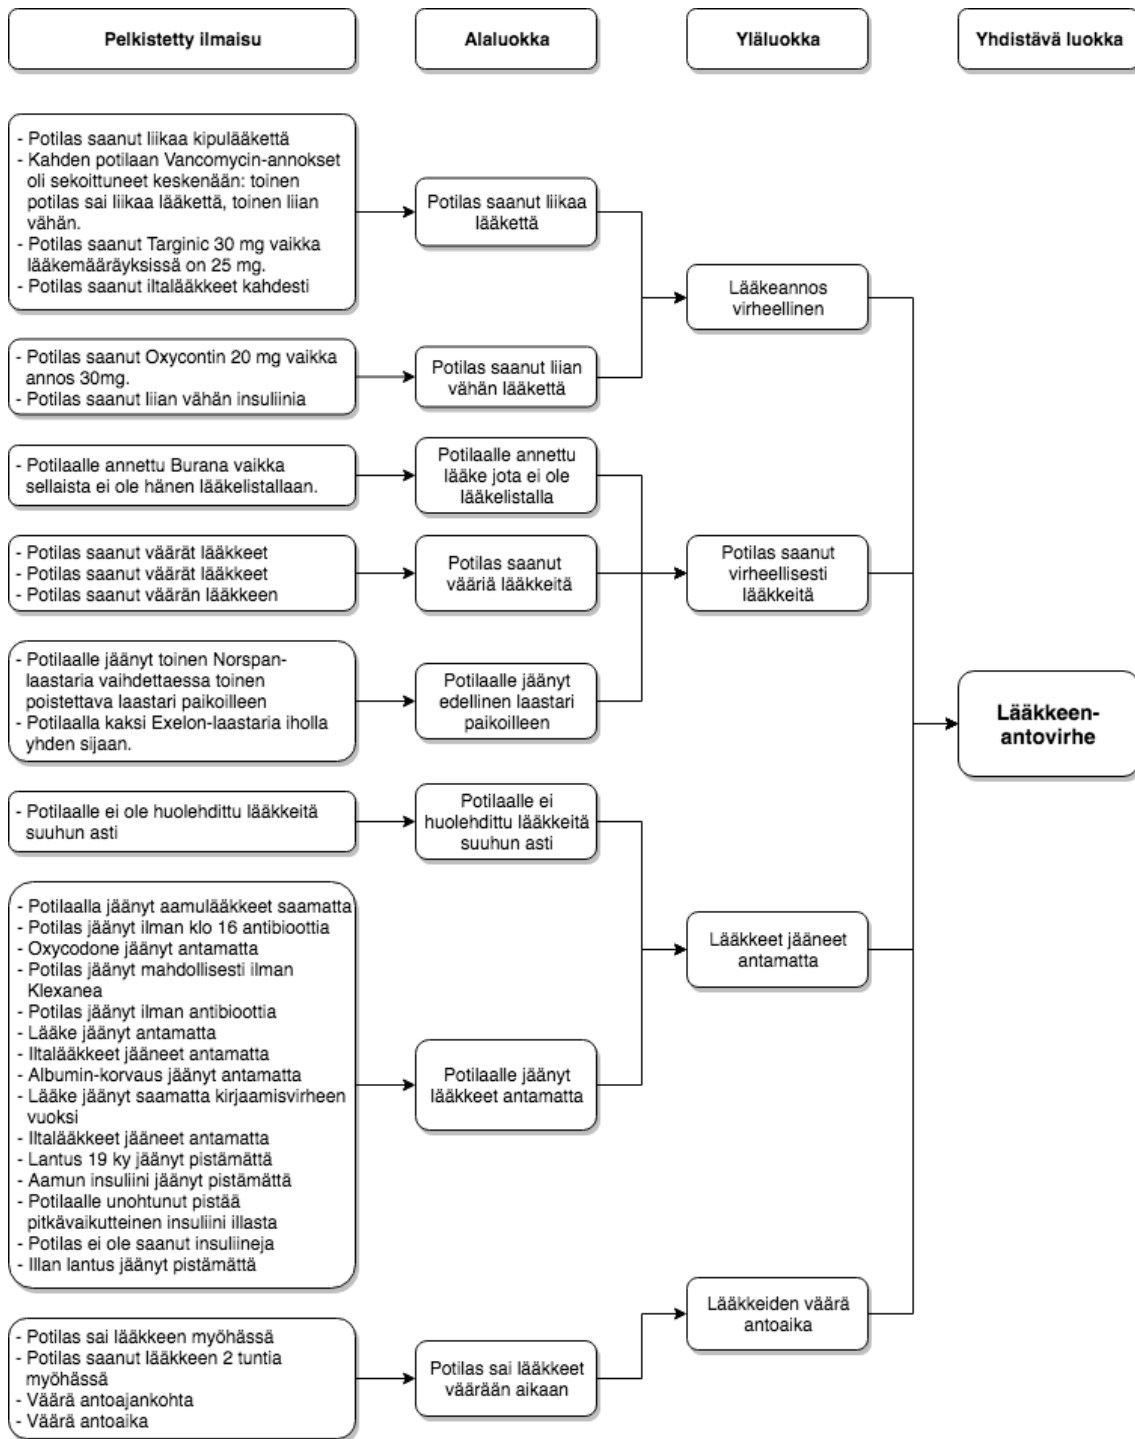 Pelkistetty ilmaisu
Alaluokka
Yläluokka
Yhdistävä luokka
- Potilas saanut liikaa kipulääkettä
- Kahden potilaan Vancomycin-annokset
oli sekoittuneet keskenään: toinen
potilas sai liikaa lääkettä, toinen liian
vähän.
- Potilas saanut Targinic 30 mg vaikka
lääkemääräyksissä on 25 mg.
- Potilas saanut iltalääkkeet kahdesti
Potilas saanut liikaa
lääkettä
Lääkeannos
virheellinen
- Potilas saanut Oxycontin 20 mg vaikka
annos 30mg.
- Potilas saanut liian vähän insuliinia
Potilas saanut liian
vähän lääkettä
- Potilaalle annettu Burana vaikka
sellaista ei ole hänen lääkelistallaan.
Potilaalle annettu
lääke jota ei ole
lääkelistalla
- Potilas saanut väärät lääkkeet
- Potilas saanut väärät lääkkeet
- Potilas saanut väärän lääkkeen
Potilas saanut
vääriä lääkkeitä
Potilas saanut
virheellisesti
lääkkeitä
- Potilaalle jäänyt toinen Norspan-
laastaria vaihdettaessa toinen
poistettava laastari paikoilleen
- Potilaalla kaksi Exelon-laastaria iholla
yhden sijaan.
Potilaalle jäänyt
edellinen laastari
paikoilleen
Lääkkeen-
antovirhe
- Potilaalle ei ole huolehdittu lääkkeitä
suuhun asti
Potilaalle ei
huolehdittu lääkkeitä
suuhun asti
- Potilaalla jäänyt aamulääkkeet saamatta
- Potilas jäänyt ilman klo 16 antibioottia
- Oxycodone jäänyt antamatta
- Potilas jäänyt mahdollisesti ilman
Klexanea
- Potilas jäänyt ilman antibioottia
- Lääke jäänyt antamatta
- Iltalääkkeet jääneet antamatta
- Albumin-korvaus jäänyt antamatta
- Lääke jäänyt saamatta kirjaamisvirheen
vuoksi
- Iltalääkkeet jääneet antamatta
- Lantus 19 ky jäänyt pistämättä
- Aamun insuliini jäänyt pistämättä
- Potilaalle unohtunut pistää
pitkävaikutteinen insuliini illasta
- Potilas ei ole saanut insuliineja
- Illan lantus jäänyt pistämättä
Potilaalle jäänyt
lääkkeet antamatta
Lääkkeet jääneet
antamatta
- Potilas sai lääkkeen myöhässä
- Potilas saanut lääkkeen 2 tuntia
myöhässä
- Väärä antoajankohta
- Väärä antoaika
Potilas sai lääkkeet
väärään aikaan
Lääkkeiden väärä
antoaika